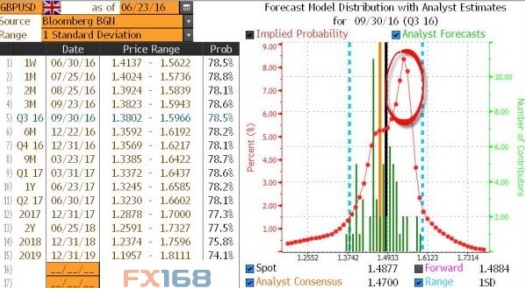 GBPUSD as of 06/23/16
Source Bloomberg BGN
Range 1 Standard Deviation
Date Price Range Prob
1) 1W 06/30/16 1.4137 - 1.5622 78.5%
2) 1M 07/25/16 1.4024 - 1.5736 78.8%
3) 2M 08/25/16 1.3924 - 1.5839 78.1%
4) 3M 09/23/16 1.3823 - 1.5943 78.6%
5) Q3 16 09/30/16 1.3802 - 1.5966 78.5%
6) 6M 12/22/16 1.3592 - 1.6192 78.2%
7) Q4 16 12/31/16 1.3569 - 1.6217 78.1%
8) 9M 03/23/17 1.3385 - 1.6422 78.7%
9) Q1 17 03/31/17 1.3372 - 1.6437 78.6%
10) 1Y 06/23/17 1.3245 - 1.6585 78.2%
11) Q2 17 06/30/17 1.3230 - 1.6602 78.1%
12) 2017 12/31/17 1.2878 - 1.7000 77.3%
13) 2Y 06/25/18 1.2591 - 1.7327 77.5%
14) 2018 12/31/18 1.2374 - 1.7596 75.8%
15) 2019 12/31/19 1.1957 - 1.8111 74.1%
16) __/__/__
17) __/__/__
FX168
Forecast Model Distribution with Analyst Estimates
for 09/30/16 (Q3 16)
Implied Probability Analyst Forecasts
9.00
8.00
7.00
6.00
5.00
4.00
3.00
2.00
1.00
Percent (%)
10.00
8.00
6.00
4.00
2.00
Number of Contributors
1.2552 1.3742 1.4933 1.6123 1.7314
Spot 1.4877 Forward 1.4884
Analyst Consensus 1.4700 Range 1SD